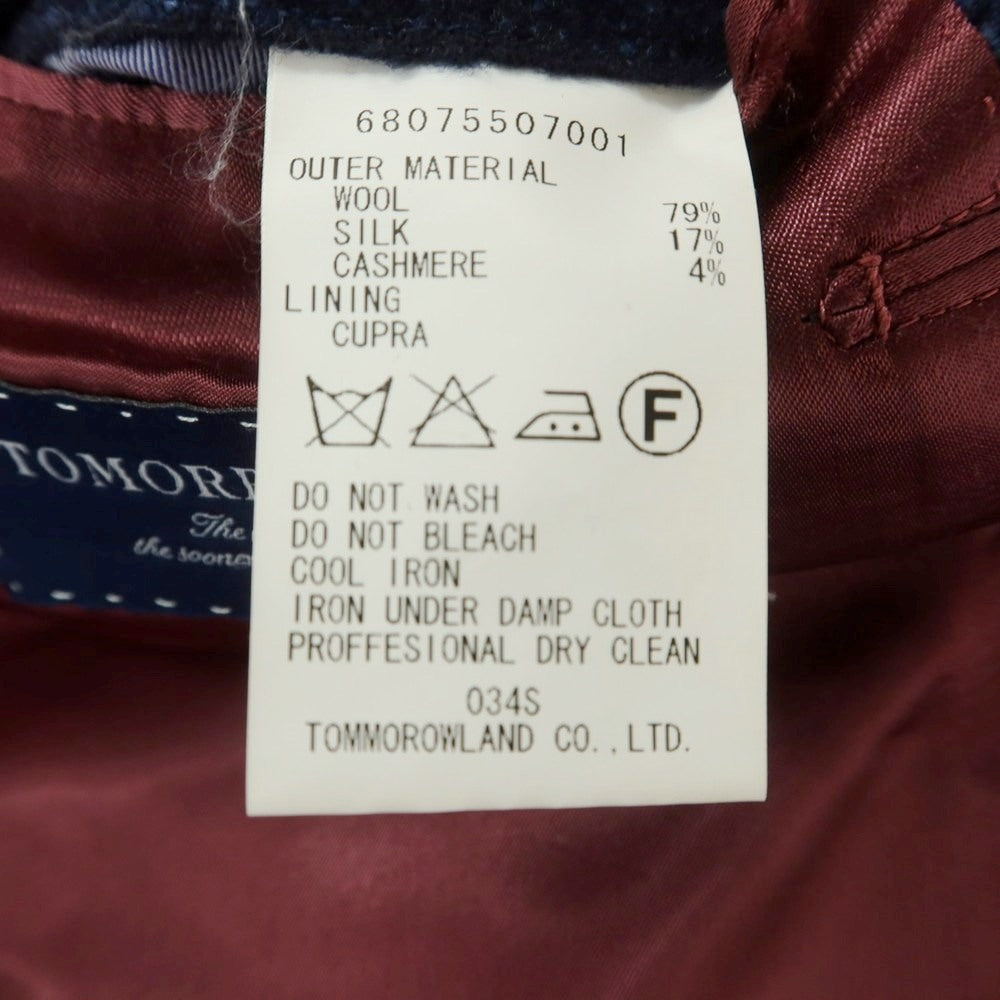 68075507001
OUTER MATERIAL
WOOL 79%
SILK 17%
CASHMERE 4%
LINING
CUPRA
F
DO NOT WASH
DO NOT BLEACH
COOL IRON
IRON UNDER DAMP CLOTH
PROFFESIONAL DRY CLEAN
034S
TOMMOROWLAND CO.,LTD.
TOMORR
The
the sooner